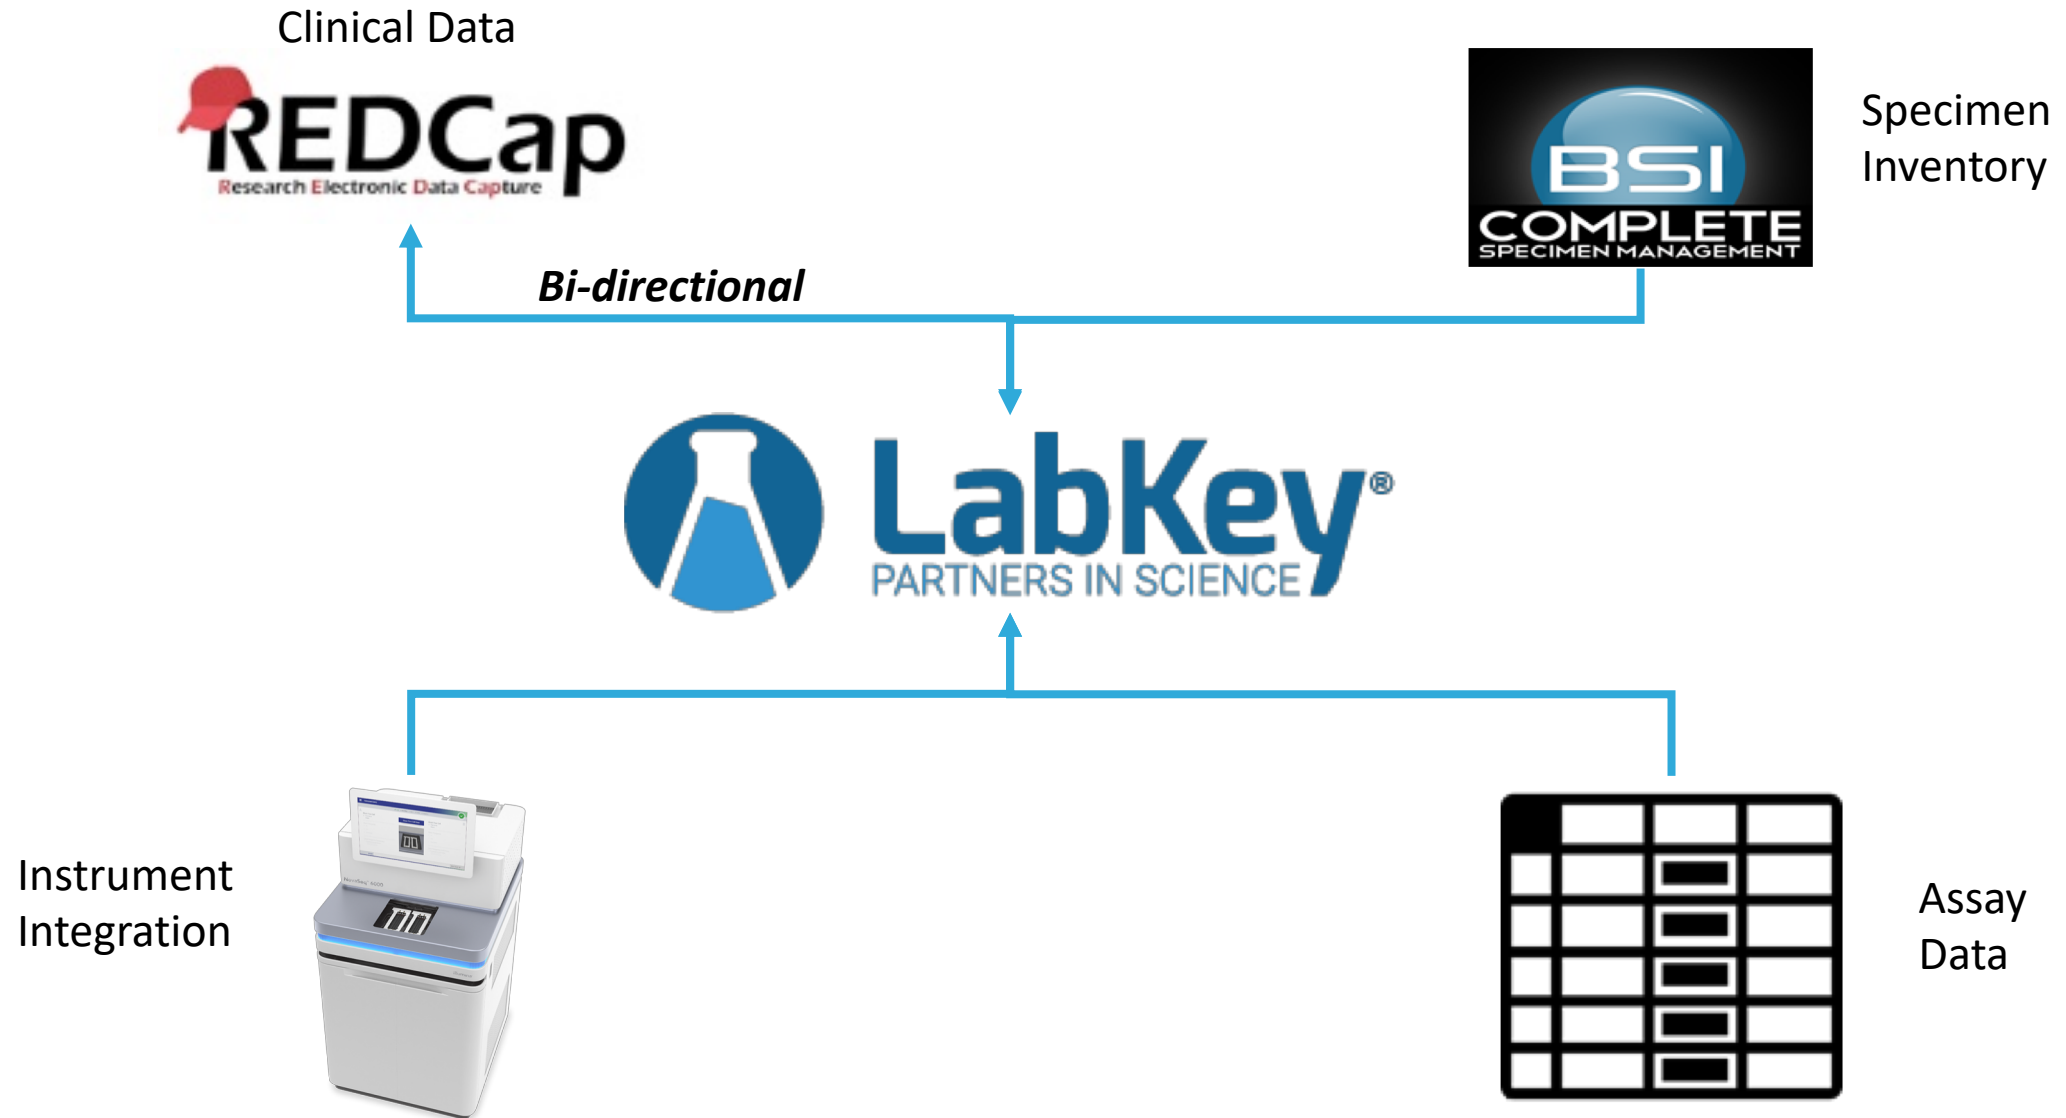 Clinical Data
REDCap
Research Electronic Data Capture
BSI
COMPLETE
SPECIMEN MANAGEMENT
Specimen
Inventory
Bi-directional
LabKey®
PARTNERS IN SCIENCE
Instrument
Integration
Assay
Data